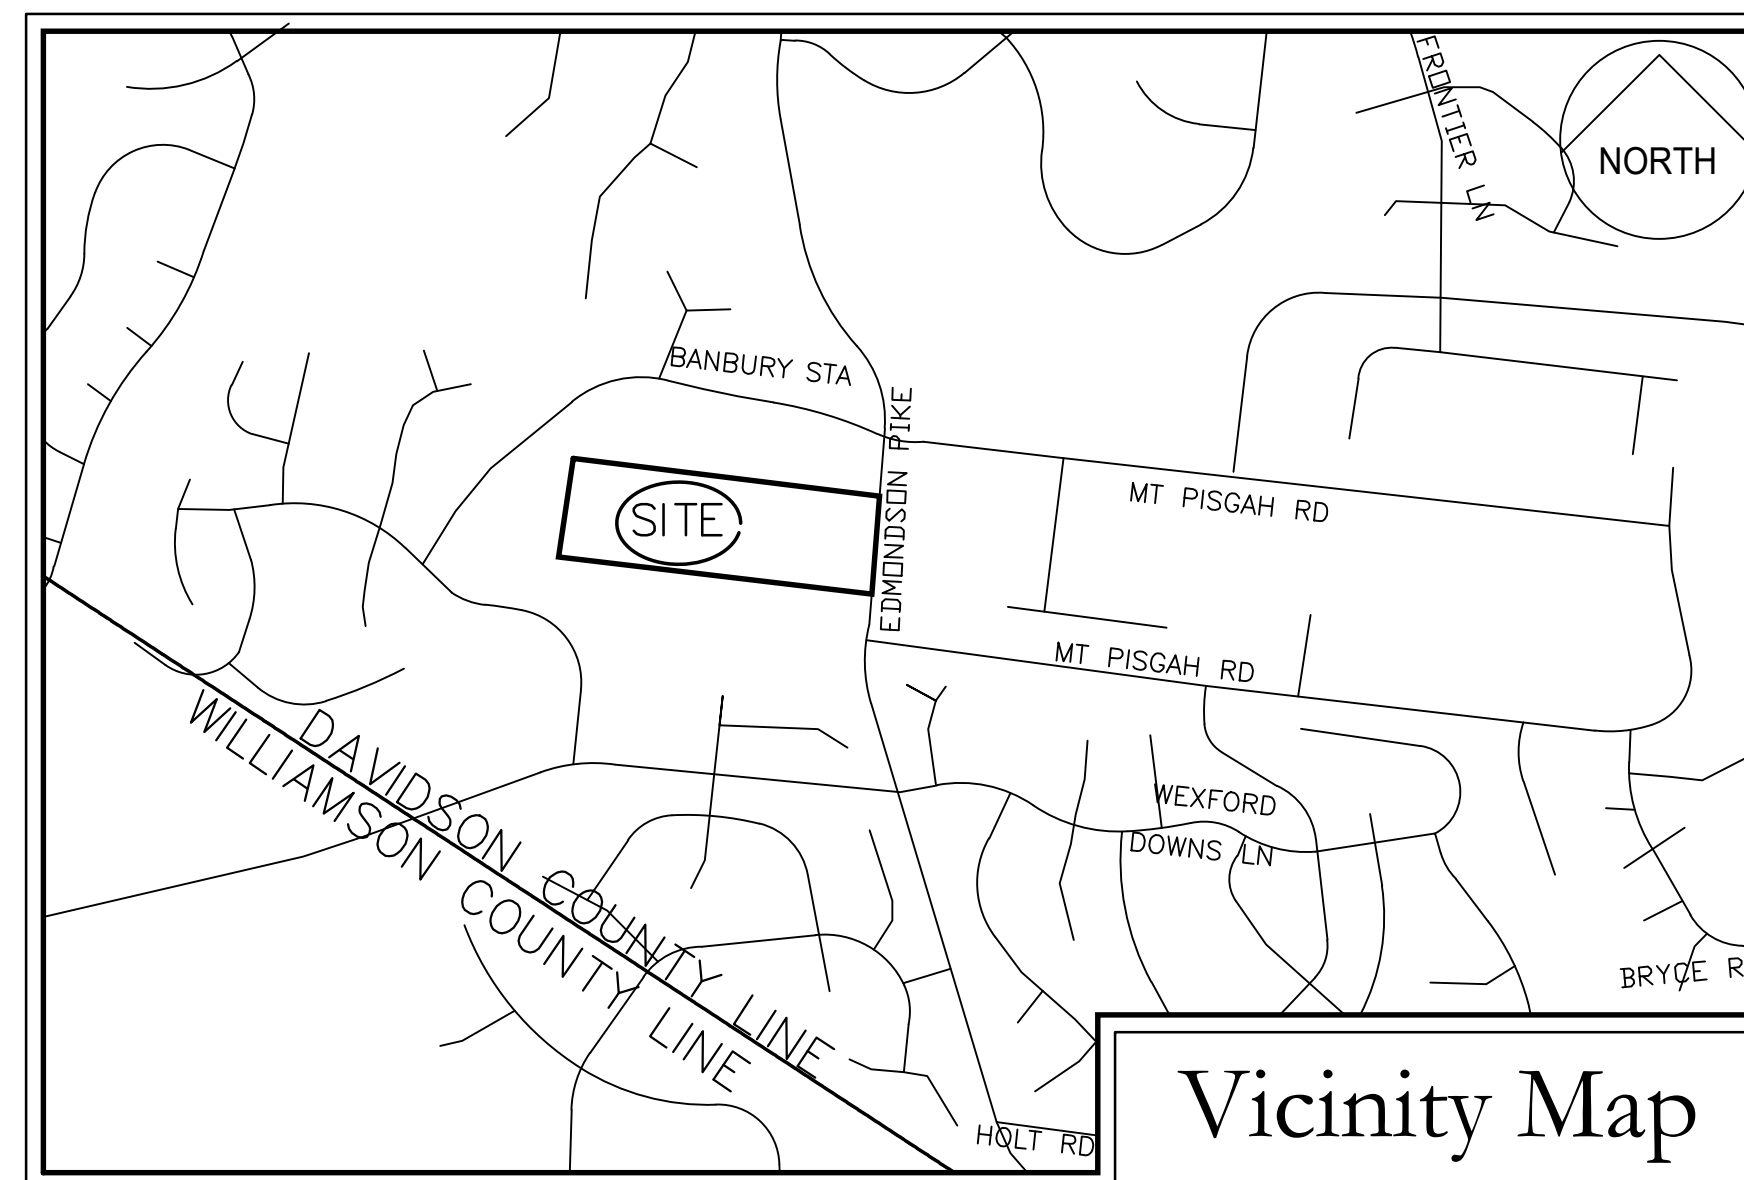 FRONTIER LN
NORTH
BANBURY STA
EDMONDSON PIKE
MT PISGAH RD
SITE
MT PISGAH RD
DAVIDSON COUNTY LINE
WILLIAMSON COUNTY LINE
WEXFORD
DOWNS LN
BRYCE R
HOLT RD
Vicinity Map